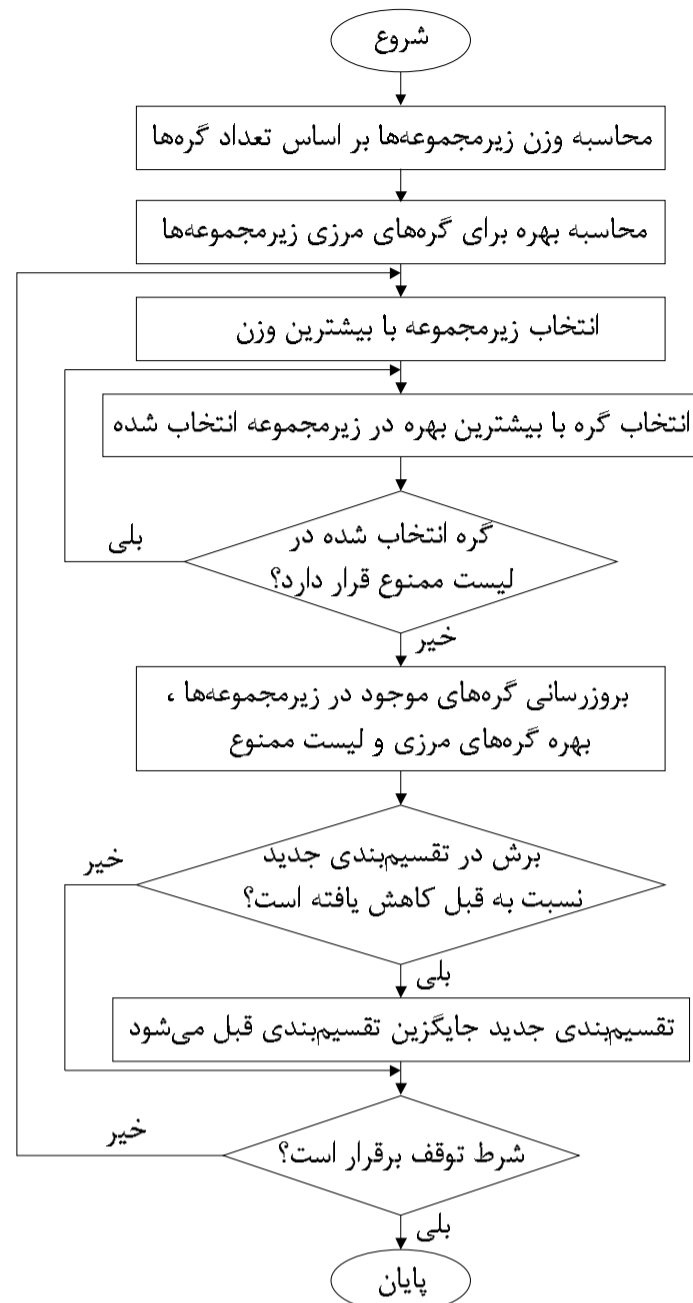 شروع
محاسبه وزن زیرمجموعه‌ها بر اساس تعداد گره‌ها
محاسبه بهره برای گره‌های مرزی زیرمجموعه‌ها
انتخاب زیرمجموعه با بیشترین وزن
انتخاب گره با بیشترین بهره در زیرمجموعه انتخاب شده
گره انتخاب شده در
لیست ممنوع قرار دارد؟
بلی
خیر
بروزرسانی گره‌های موجود در زیرمجموعه‌ها ،
بهره گره‌های مرزی و لیست ممنوع
برش در تقسیم‌بندی جدید
نسبت به قبل کاهش یافته است؟
خیر
بلی
تقسیم‌بندی جدید جایگزین تقسیم‌بندی قبل می‌شود
شرط توقف برقرار است؟
خیر
بلی
پایان